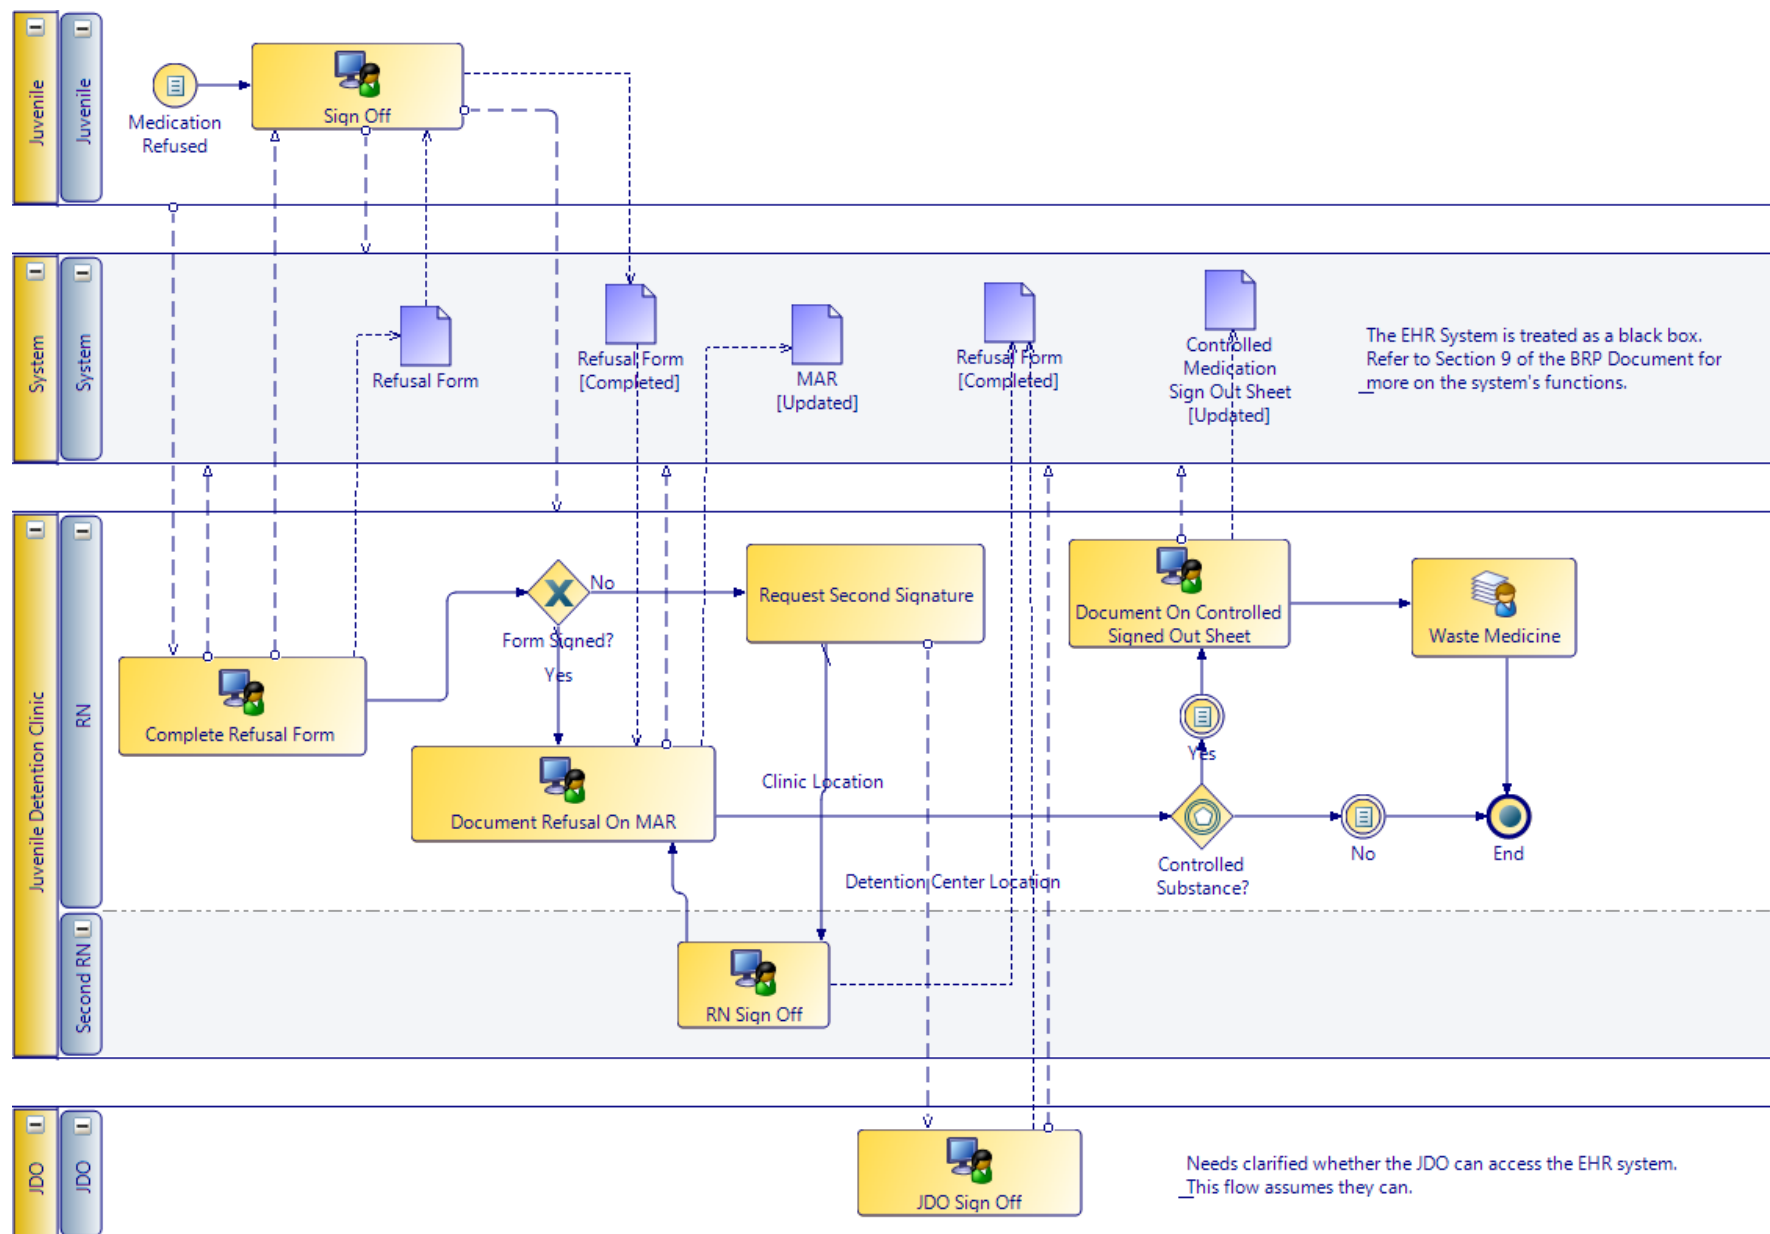 Juvenile
Juvenile
Medication
Refused
Sign Off
System
System
Refusal Form
Refusal Form
[Completed]
MAR
[Updated]
Refusal Form
[Completed]
Controlled
Medication
Sign Out Sheet
[Updated]
The EHR System is treated as a black box.
Refer to Section 9 of the BRP Document for
more on the system's functions.
Juvenile Detention Clinic
RN
Complete Refusal Form
Form Signed?
No
Yes
Request Second Signature
Document Refusal On MAR
Clinic Location
Detention Center Location
Document On Controlled
Signed Out Sheet
Waste Medicine
Yes
Controlled
Substance?
No
End
Second RN
RN Sign Off
JDO
JDO
JDO Sign Off
Needs clarified whether the JDO can access the EHR system.
This flow assumes they can.